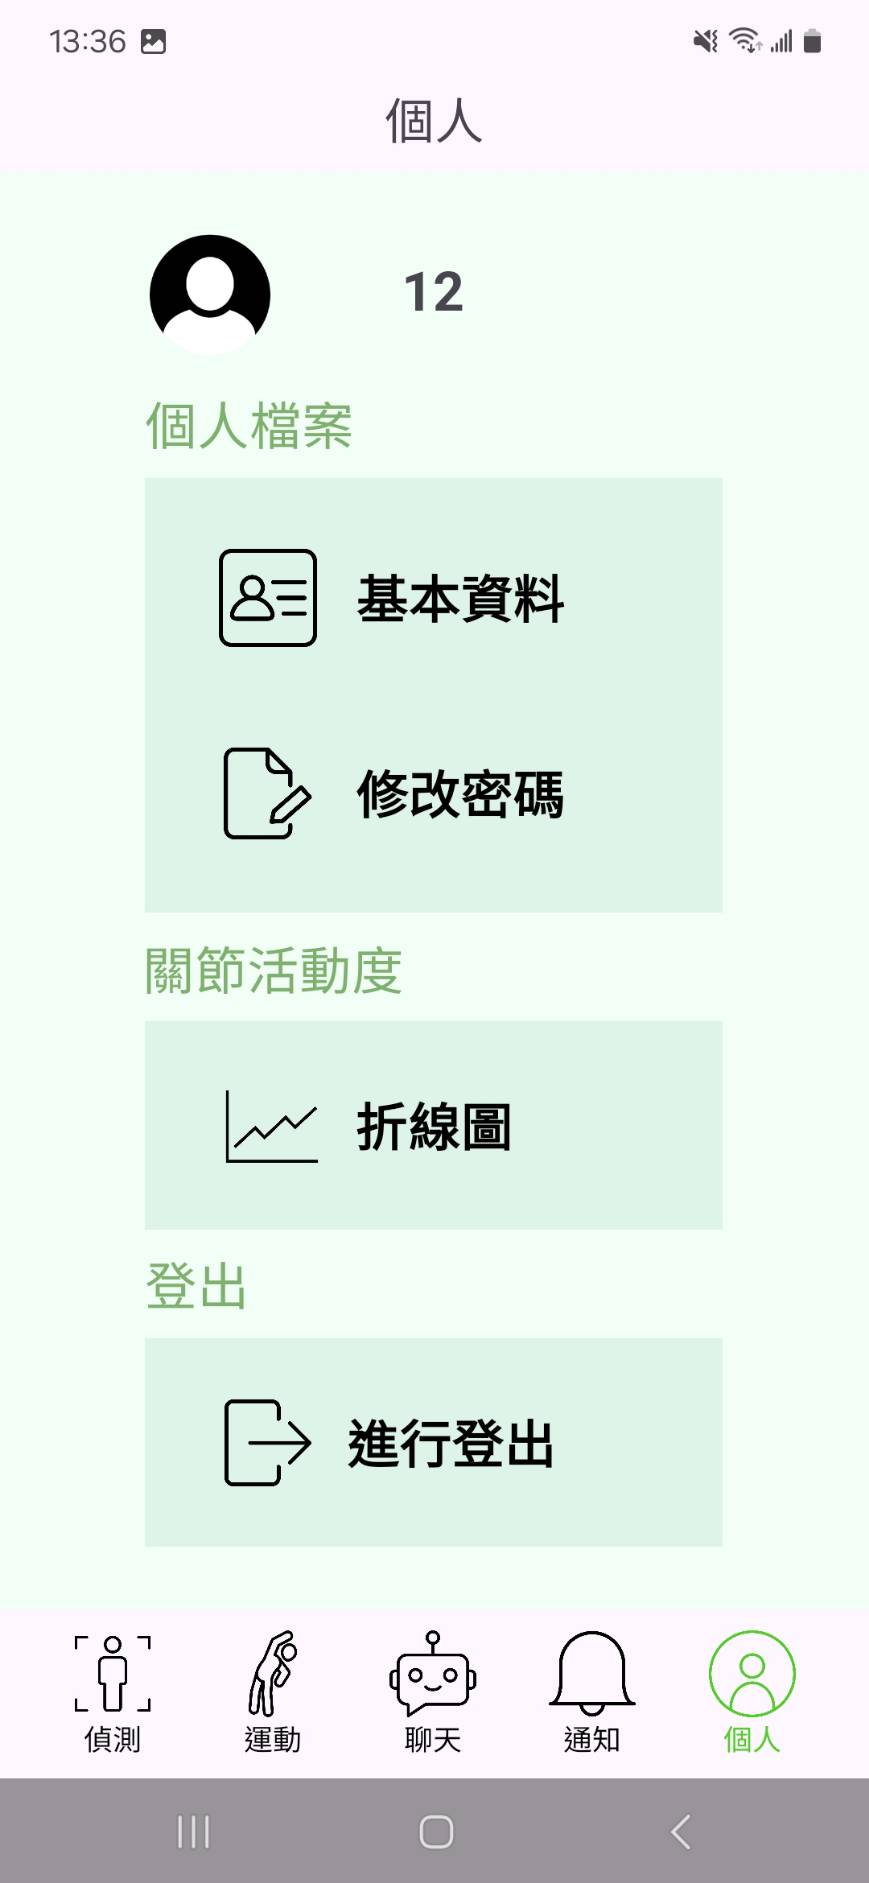 13:36
個人
12
個人檔案
基本資料
修改密碼
關節活動度
折線圖
登出
進行登出
偵測
運動
聊天
通知
個人